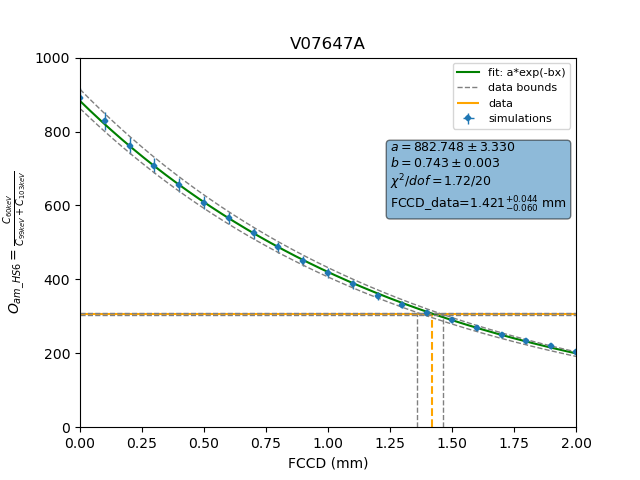 V07647A
fit: a*exp(-bx)
data bounds
data
simulations
a = 882.748 ± 3.330
b = 0.743 ± 0.003
χ²/dof = 1.72/20
FCCD_data=1.421 +0.044 −0.060 mm
O_am_HS6 = C_60keV / C_99keV + C_103keV
1000
800
600
400
200
0
0.00 0.25 0.50 0.75 1.00 1.25 1.50 1.75 2.00
FCCD (mm)